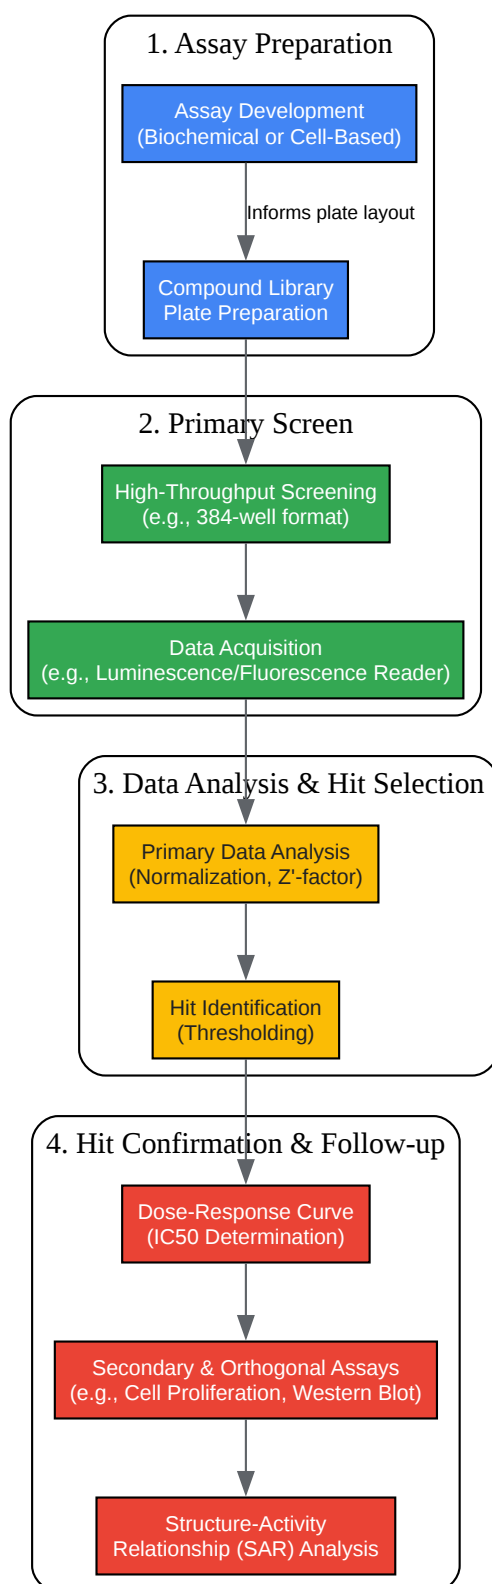 1. Assay Preparation
Assay Development
(Biochemical or Cell-Based)
Informs plate layout
Compound Library
Plate Preparation
2. Primary Screen
High-Throughput Screening
(e.g., 384-well format)
Data Acquisition
(e.g., Luminescence/Fluorescence Reader)
3. Data Analysis & Hit Selection
Primary Data Analysis
(Normalization, Z'-factor)
Hit Identification
(Thresholding)
4. Hit Confirmation & Follow-up
Dose-Response Curve
(IC50 Determination)
Secondary & Orthogonal Assays
(e.g., Cell Proliferation, Western Blot)
Structure-Activity
Relationship (SAR) Analysis